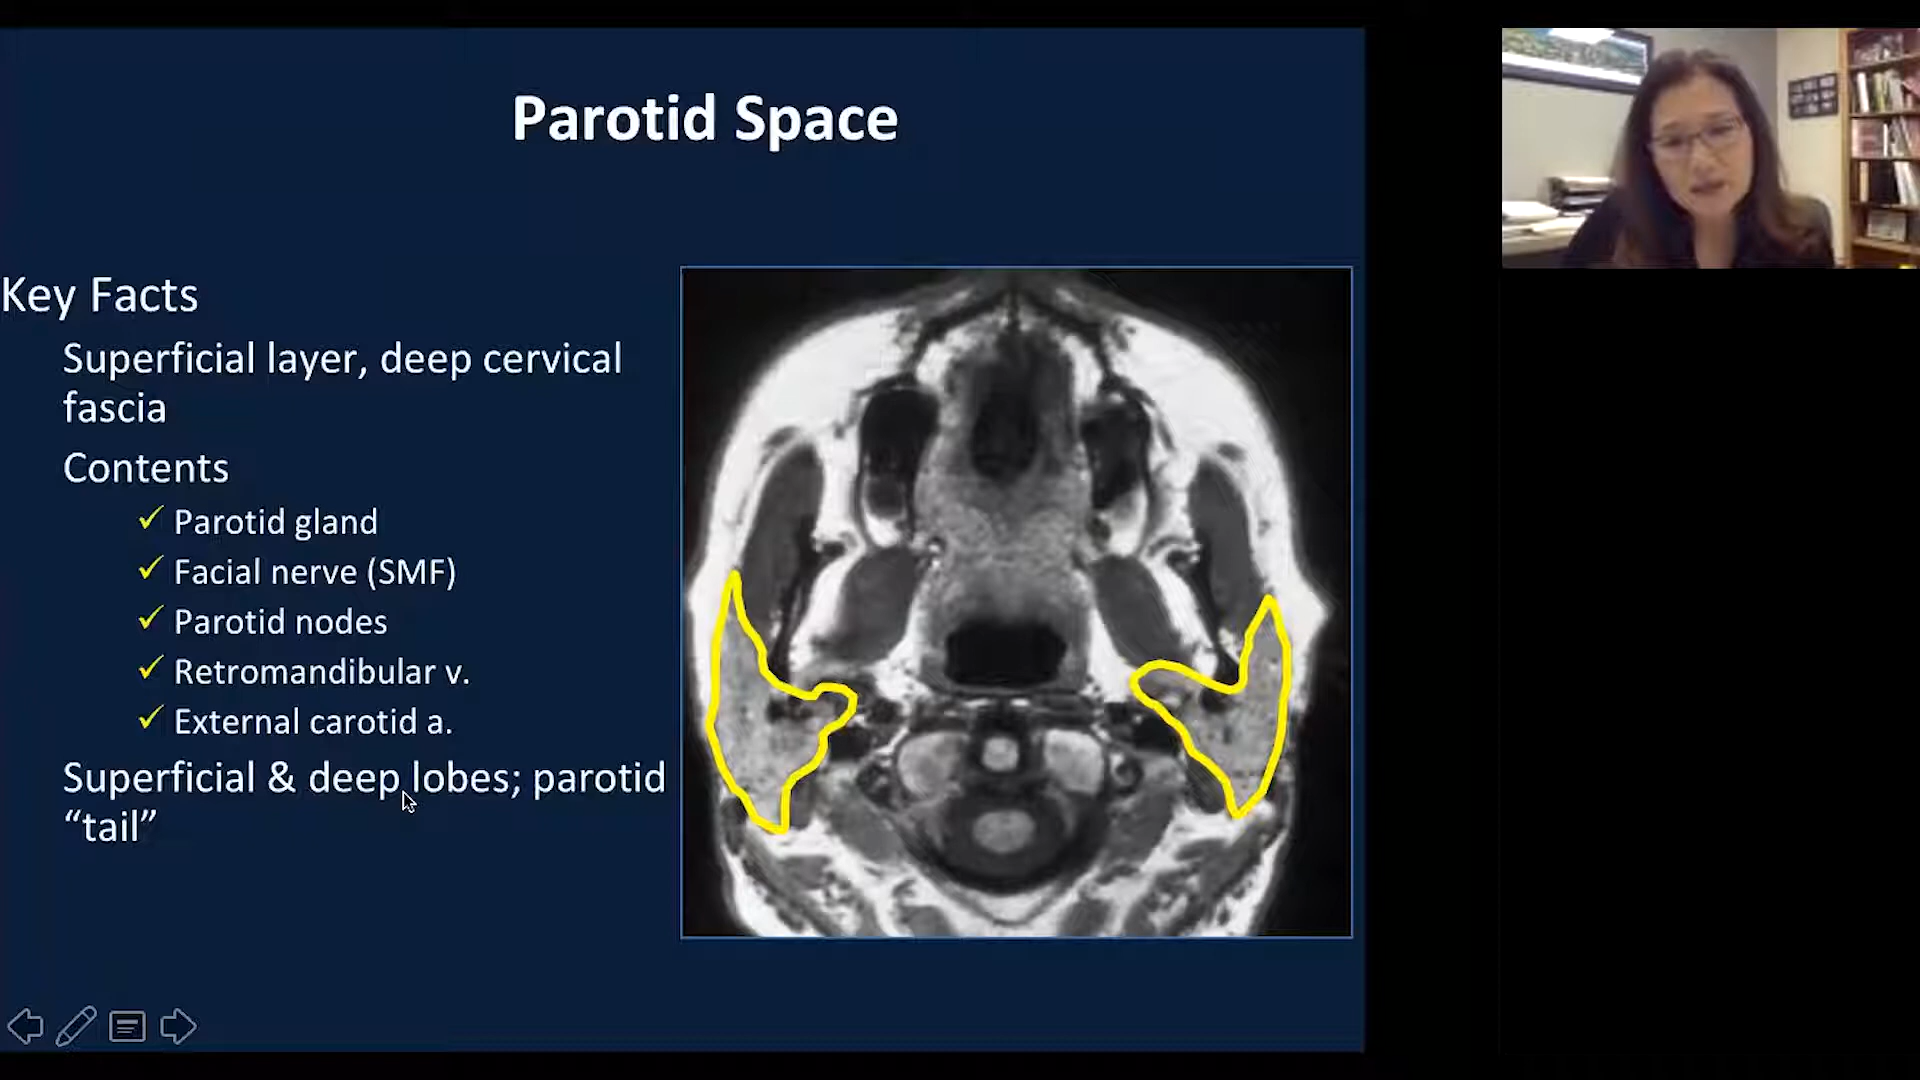 Parotid Space
Key Facts
Superficial layer, deep cervical
fascia
Contents
✓ Parotid gland
✓ Facial nerve (SMF)
✓ Parotid nodes
✓ Retromandibular v.
✓ External carotid a.
Superficial & deep lobes; parotid
“tail”